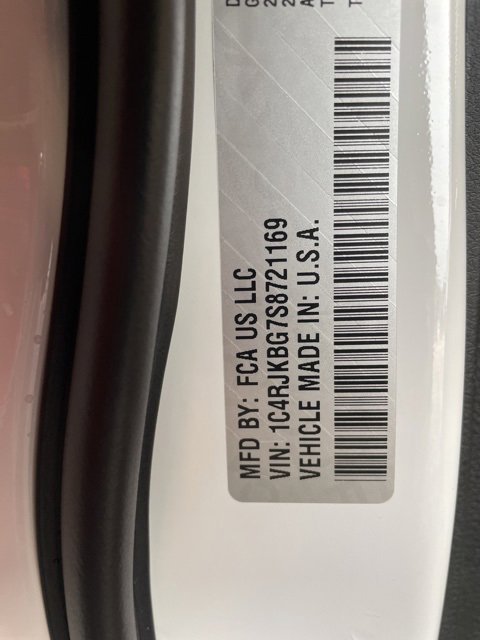 MFD BY: FCA US LLC
VIN: 1C4RJKBG7S8721169
VEHICLE MADE IN: U.S.A.